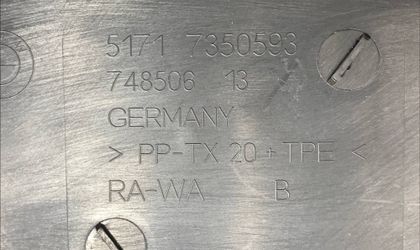 5171 7350593
748506 13
GERMANY
> PP-TX 20 + TPE <
RA-WA B